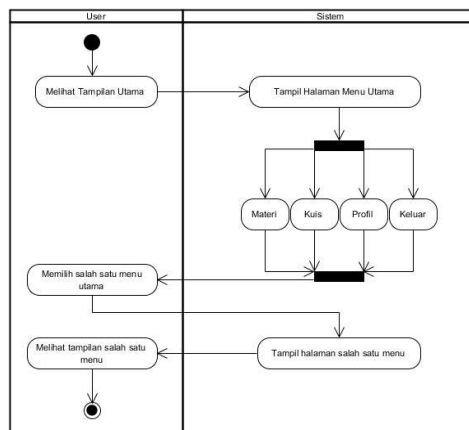 User
Sistem
Melihat Tampilan Utama
Tampil Halaman Menu Utama
Materi
Kuis
Profil
Keluar
Memilih salah satu menu
utama
Melihat tampilan salah satu
menu
Tampil halaman salah satu menu